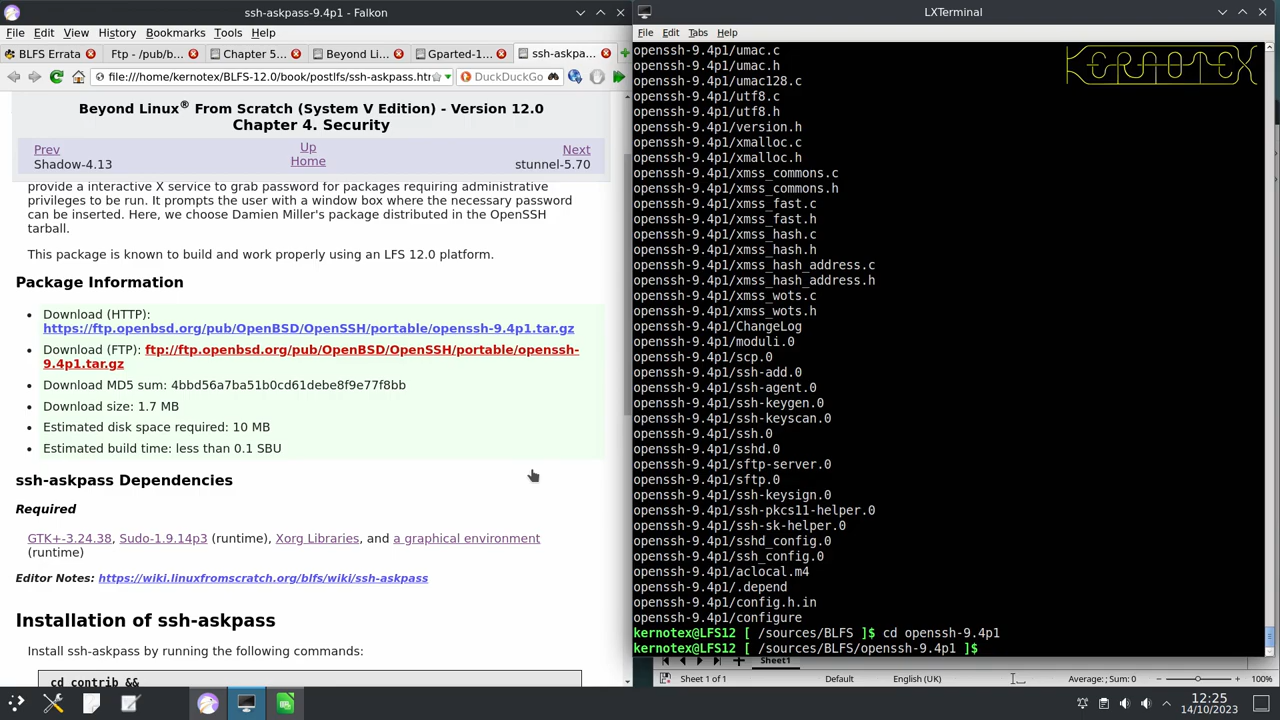 ssh-askpass-9.4p1 - Falkon
File Edit View History Bookmarks Tools Help
BLFS Errata
Ftp - /pub/b...
Chapter 5...
Beyond Li...
Gparted-1...
ssh-askpa...
file:///home/kernotex/BLFS-12.0/book/postlfs/ssh-askpass.htm
DuckDuckGo
Beyond Linux® From Scratch (System V Edition) - Version 12.0
Chapter 4. Security
Prev Up Next
Shadow-4.13 Home stunnel-5.70
provide a interactive X service to grab password for packages requiring administrative
privileges to be run. It prompts the user with a window box where the necessary password
can be inserted. Here, we choose Damien Miller's package distributed in the OpenSSH
tarball.
This package is known to build and work properly using an LFS 12.0 platform.
Package Information
• Download (HTTP):
https://ftp.openbsd.org/pub/OpenBSD/OpenSSH/portable/openssh-9.4p1.tar.gz
• Download (FTP): ftp://ftp.openbsd.org/pub/OpenBSD/OpenSSH/portable/openssh-
9.4p1.tar.gz
• Download MD5 sum: 4bbd56a7ba51b0cd61debe8f9e77f8bb
• Download size: 1.7 MB
• Estimated disk space required: 10 MB
• Estimated build time: less than 0.1 SBU
ssh-askpass Dependencies
Required
GTK+-3.24.38, Sudo-1.9.14p3 (runtime), Xorg Libraries, and a graphical environment
(runtime)
Editor Notes: https://wiki.linuxfromscratch.org/blfs/wiki/ssh-askpass
Installation of ssh-askpass
Install ssh-askpass by running the following commands:
cd contrib &&
LXTerminal
File Edit Tabs Help
KERNOTEX
openssh-9.4p1/umac.c
openssh-9.4p1/umac.h
openssh-9.4p1/umac128.c
openssh-9.4p1/utf8.c
openssh-9.4p1/utf8.h
openssh-9.4p1/version.h
openssh-9.4p1/xmalloc.c
openssh-9.4p1/xmalloc.h
openssh-9.4p1/xmss_commons.c
openssh-9.4p1/xmss_commons.h
openssh-9.4p1/xmss_fast.c
openssh-9.4p1/xmss_fast.h
openssh-9.4p1/xmss_hash.c
openssh-9.4p1/xmss_hash.h
openssh-9.4p1/xmss_hash_address.c
openssh-9.4p1/xmss_hash_address.h
openssh-9.4p1/xmss_wots.c
openssh-9.4p1/xmss_wots.h
openssh-9.4p1/ChangeLog
openssh-9.4p1/moduli.0
openssh-9.4p1/scp.0
openssh-9.4p1/ssh-add.0
openssh-9.4p1/ssh-agent.0
openssh-9.4p1/ssh-keygen.0
openssh-9.4p1/ssh-keyscan.0
openssh-9.4p1/ssh.0
openssh-9.4p1/sshd.0
openssh-9.4p1/sftp-server.0
openssh-9.4p1/sftp.0
openssh-9.4p1/ssh-keysign.0
openssh-9.4p1/ssh-pkcs11-helper.0
openssh-9.4p1/ssh-sk-helper.0
openssh-9.4p1/sshd_config.0
openssh-9.4p1/ssh_config.0
openssh-9.4p1/aclocal.m4
openssh-9.4p1/.depend
openssh-9.4p1/config.h.in
openssh-9.4p1/configure
kernotex@LFS12 [ /sources/BLFS ]$ cd openssh-9.4p1
kernotex@LFS12 [ /sources/BLFS/openssh-9.4p1 ]$
Sheet1
Sheet 1 of 1 Default English (UK) Average: ; Sum: 0 100%
12:25
14/10/2023